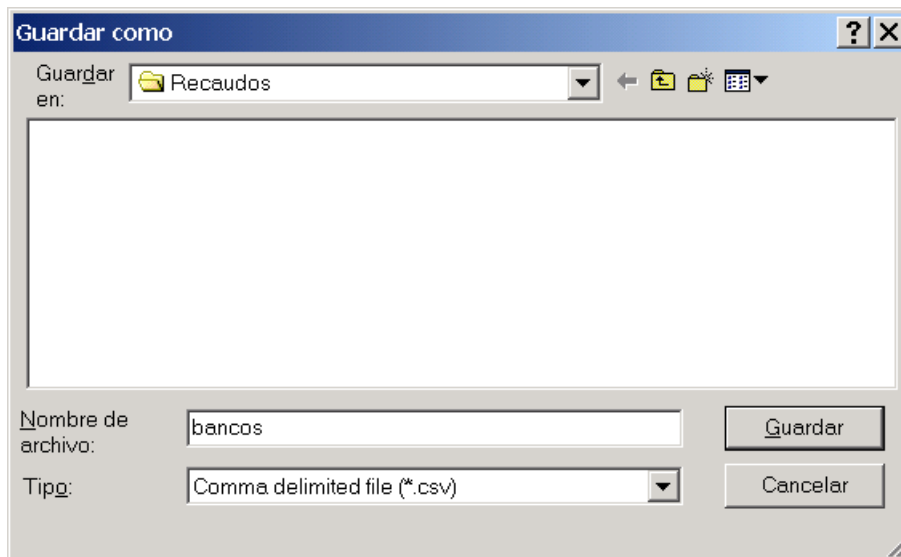 Guardar como
Guardar
en:
Recaudos
Nombre de
archivo:
bancos
Guardar
Tipo:
Comma delimited file (*.csv)
Cancelar